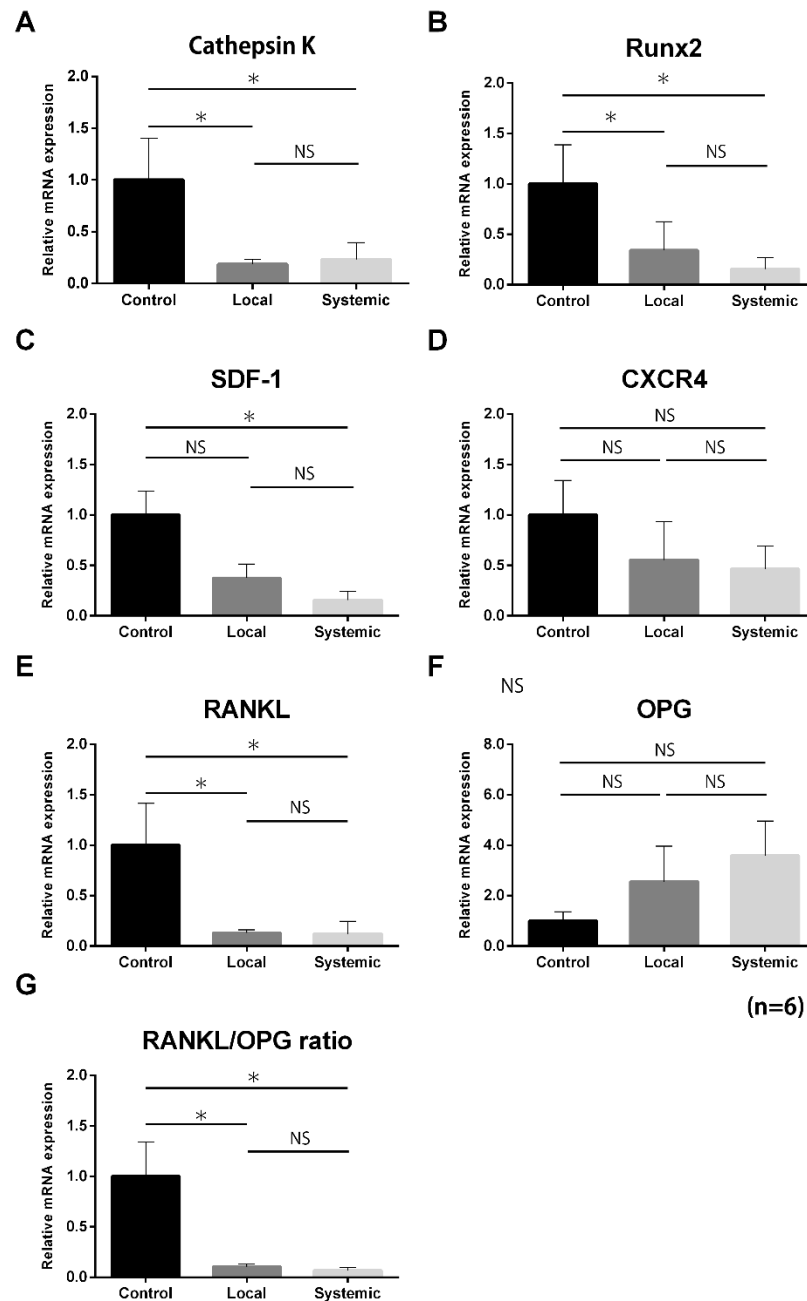 A
Cathepsin K
Relative mRNA expression
2.0
1.5
1.0
0.5
0.0
*
*
NS
Control Local Systemic
B
Runx2
Relative mRNA expression
2.0
1.5
1.0
0.5
0.0
*
*
NS
Control Local Systemic
C
SDF-1
Relative mRNA expression
2.0
1.5
1.0
0.5
0.0
*
NS
NS
Control Local Systemic
D
CXCR4
Relative mRNA expression
2.0
1.5
1.0
0.5
0.0
NS
NS NS
Control Local Systemic
E
RANKL
Relative mRNA expression
2.0
1.5
1.0
0.5
0.0
*
*
NS
Control Local Systemic
F
NS
OPG
Relative mRNA expression
8.0
6.0
4.0
2.0
0.0
NS
NS NS
Control Local Systemic
(n=6)
G
RANKL/OPG ratio
Relative mRNA expression
2.0
1.5
1.0
0.5
0.0
*
*
NS
Control Local Systemic